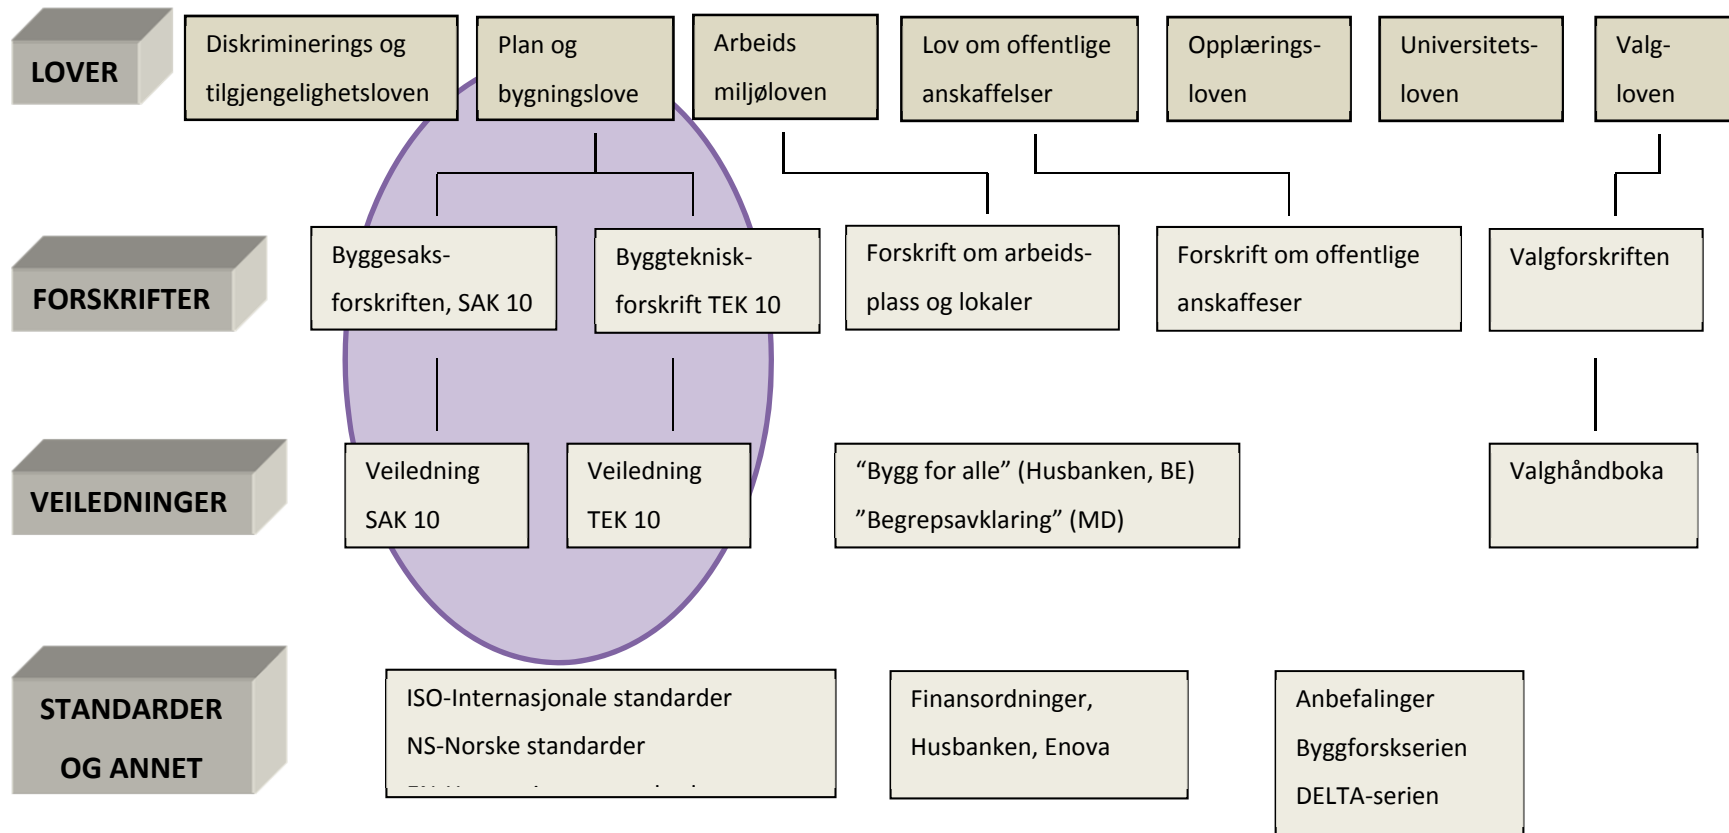 LOVER
Diskriminerings og
tilgjengelighetsloven
Plan og
bygningslove
Arbeids
miljøloven
Lov om offentlige
anskaffelser
Opplærings-
loven
Universitets-
loven
Valg-
loven
FORSKRIFTER
Byggesaks-
forskriften, SAK 10
Byggteknisk-
forskrift TEK 10
Forskrift om arbeids-
plass og lokaler
Forskrift om offentlige
anskaffeser
Valgforskriften
VEILEDNINGER
Veiledning
SAK 10
Veiledning
TEK 10
“Bygg for alle” (Husbanken, BE)
”Begrepsavklaring” (MD)
Valghåndboka
STANDARDER
OG ANNET
ISO-Internasjonale standarder
NS-Norske standarder
Finansordninger,
Husbanken, Enova
Anbefalinger
Byggforskserien
DELTA-serien